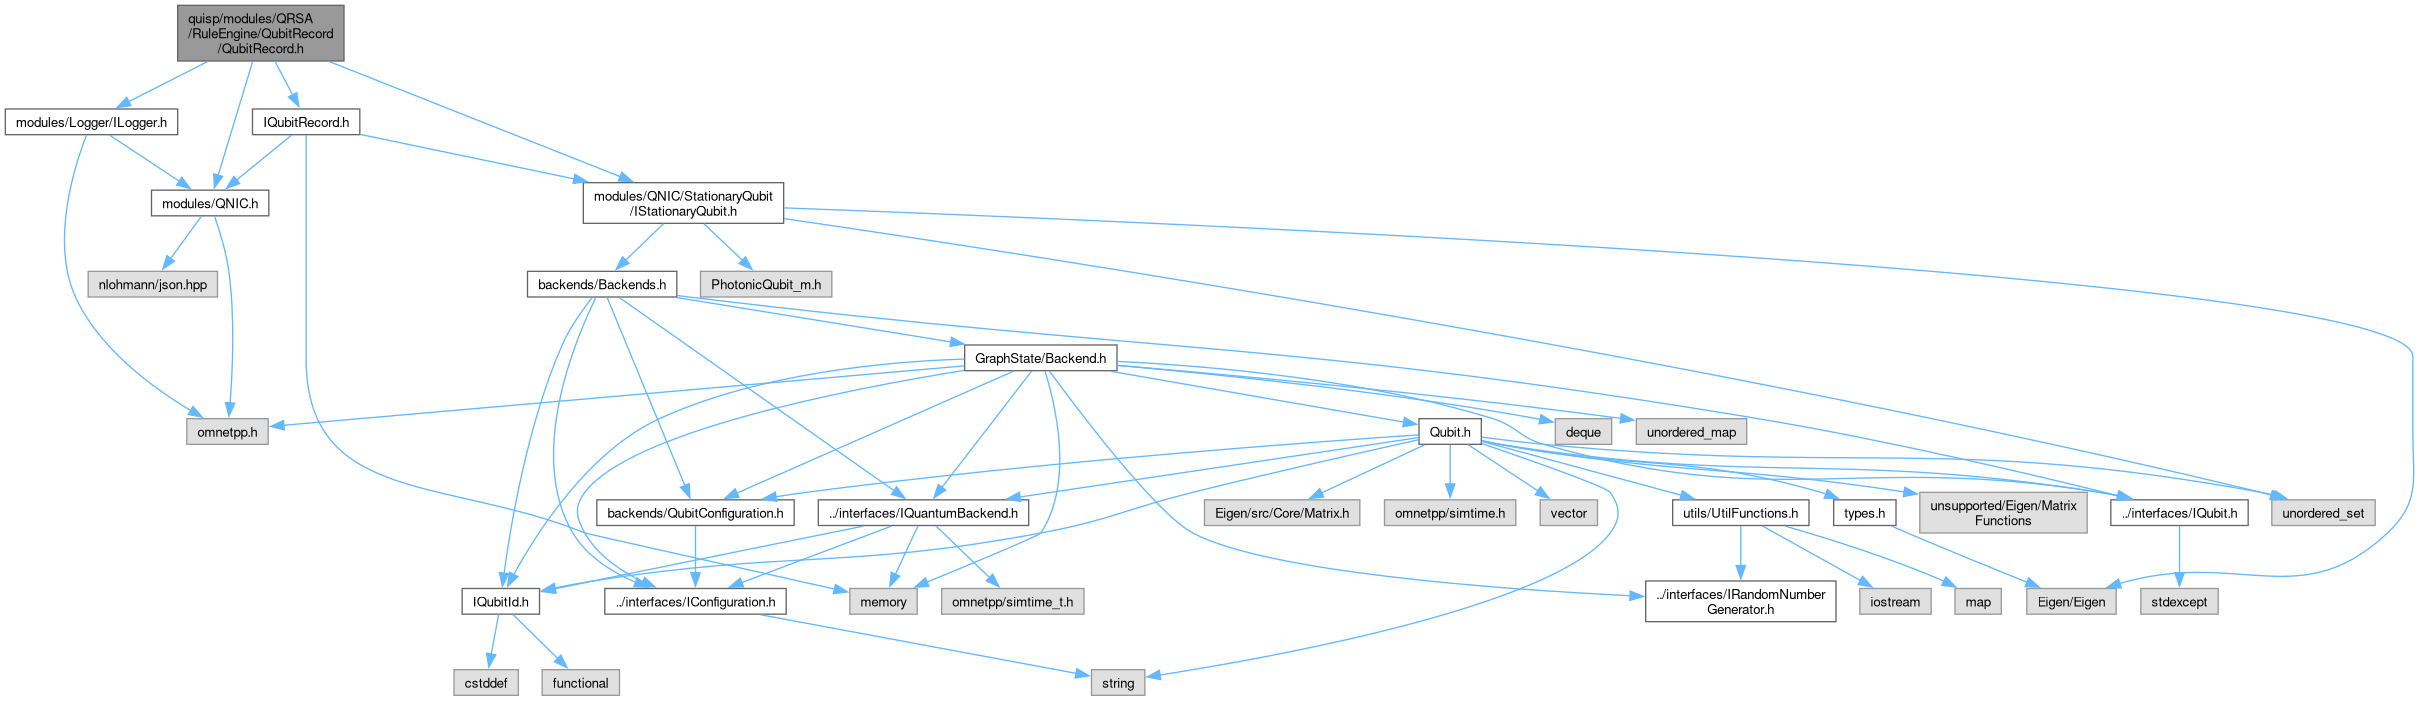 quisp/modules/QRSA
/RuleEngine/QubitRecord
/QubitRecord.h
modules/Logger/ILogger.h
IQubitRecord.h
modules/QNIC.h
modules/QNIC/StationaryQubit
/IStationaryQubit.h
nlohmann/json.hpp
backends/Backends.h
PhotonicQubit_m.h
GraphState/Backend.h
omnetpp.h
Qubit.h
deque
unordered_map
backends/QubitConfiguration.h
../interfaces/IQuantumBackend.h
Eigen/src/Core/Matrix.h
omnetpp/simtime.h
vector
utils/UtilFunctions.h
types.h
unsupported/Eigen/Matrix
Functions
../interfaces/IQubit.h
unordered_set
IQubitId.h
../interfaces/IConfiguration.h
memory
omnetpp/simtime_t.h
../interfaces/IRandomNumber
Generator.h
iostream
map
Eigen/Eigen
stdexcept
cstddef
functional
string